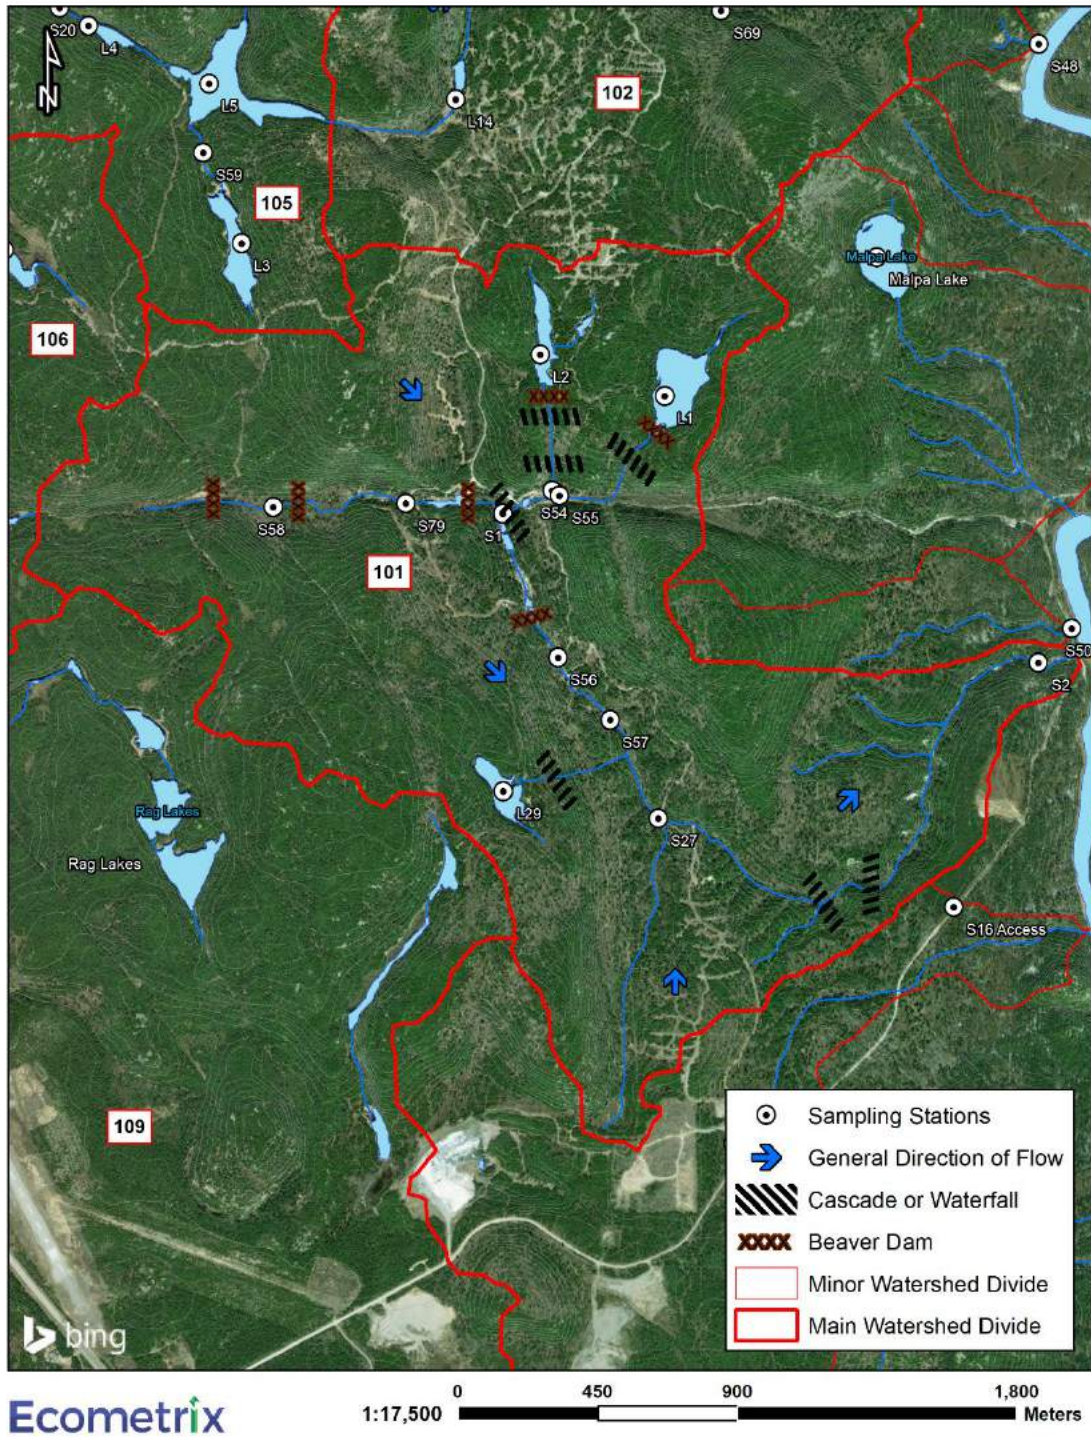 S20
L4
S69
S48
N
L5
102
L14
S59
105
L3
Malpa Lake
Malpa Lake
106
L2
L1
S58
S79
S1
S54
S55
101
S50
S56
S2
S57
L29
Rag Lakes
S27
Rag Lakes
S16 Access
109
Sampling Stations
General Direction of Flow
Cascade or Waterfall
Beaver Dam
Minor Watershed Divide
Main Watershed Divide
bing
Ecometrix
1:17,500
0 450 900 1,800
Meters